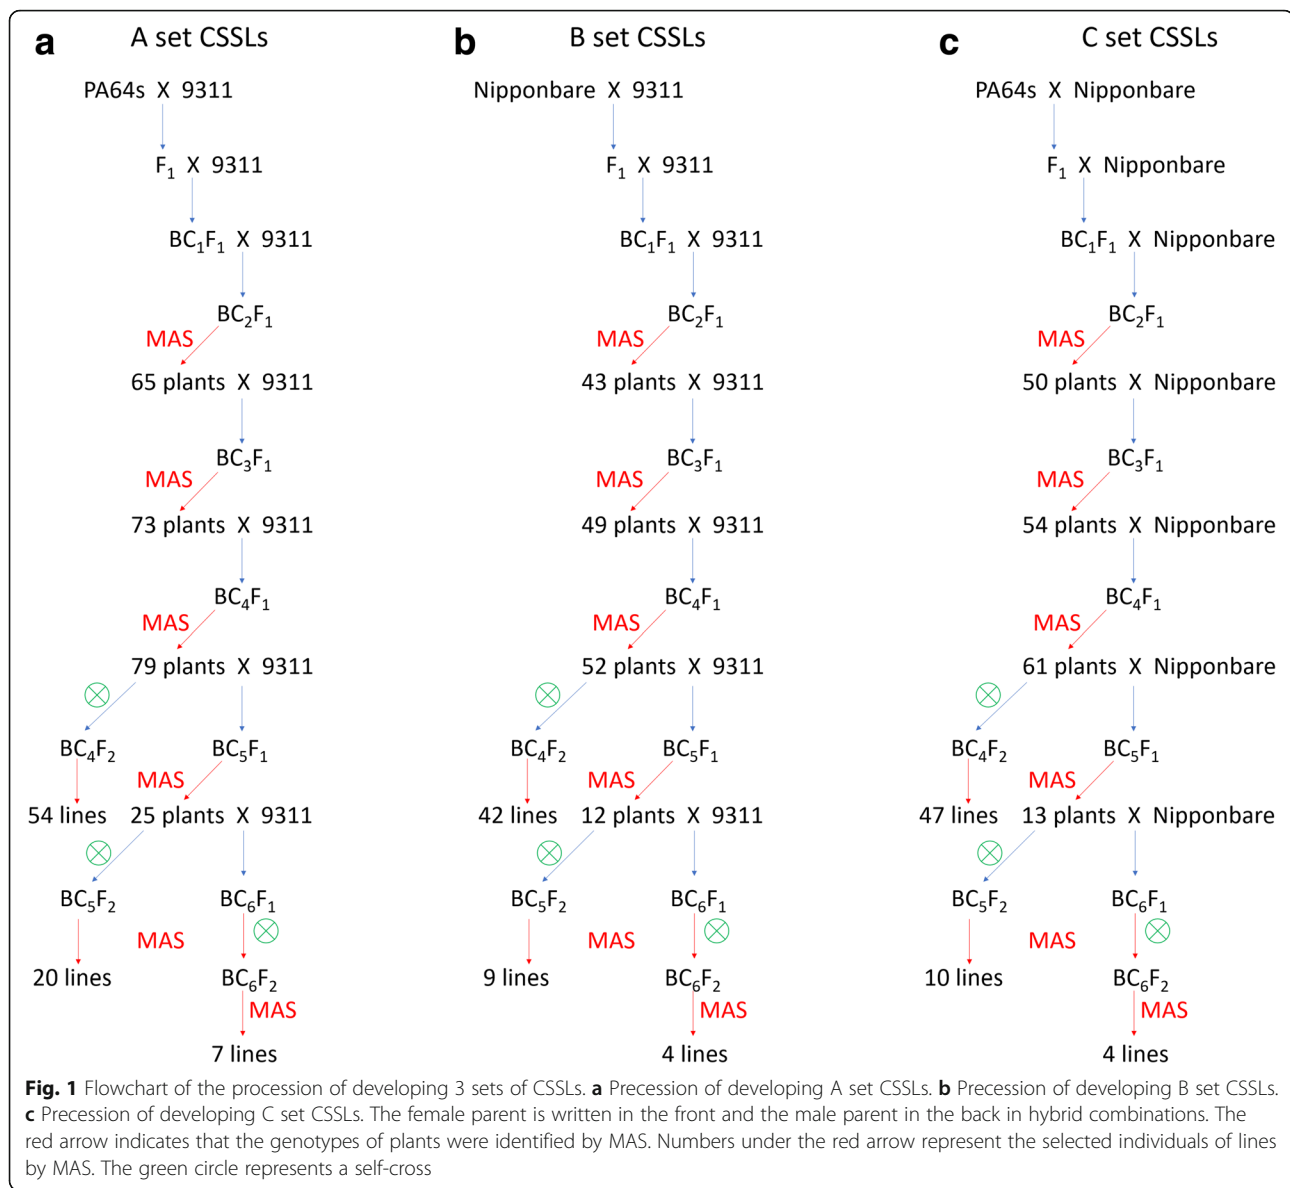 a A set CSSLs
PA64s X 9311
F₁ X 9311
BC₁F₁ X 9311
BC₂F₁
MAS
65 plants X 9311
BC₃F₁
MAS
73 plants X 9311
BC₄F₁
MAS
79 plants X 9311
BC₄F₂ BC₅F₁
MAS
54 lines 25 plants X 9311
BC₅F₂ BC₆F₁
MAS
20 lines BC₆F₂
MAS
7 lines
b B set CSSLs
Nipponbare X 9311
F₁ X 9311
BC₁F₁ X 9311
BC₂F₁
MAS
43 plants X 9311
BC₃F₁
MAS
49 plants X 9311
BC₄F₁
MAS
52 plants X 9311
BC₄F₂ BC₅F₁
MAS
42 lines 12 plants X 9311
BC₅F₂ BC₆F₁
MAS
9 lines BC₆F₂
MAS
4 lines
c C set CSSLs
PA64s X Nipponbare
F₁ X Nipponbare
BC₁F₁ X Nipponbare
BC₂F₁
MAS
50 plants X Nipponbare
BC₃F₁
MAS
54 plants X Nipponbare
BC₄F₁
MAS
61 plants X Nipponbare
BC₄F₂ BC₅F₁
MAS
47 lines 13 plants X Nipponbare
BC₅F₂ BC₆F₁
MAS
10 lines BC₆F₂
MAS
4 lines
Fig. 1 Flowchart of the procession of developing 3 sets of CSSLs. a Precession of developing A set CSSLs. b Precession of developing B set CSSLs.
c Precession of developing C set CSSLs. The female parent is written in the front and the male parent in the back in hybrid combinations. The
red arrow indicates that the genotypes of plants were identified by MAS. Numbers under the red arrow represent the selected individuals of lines
by MAS. The green circle represents a self-cross